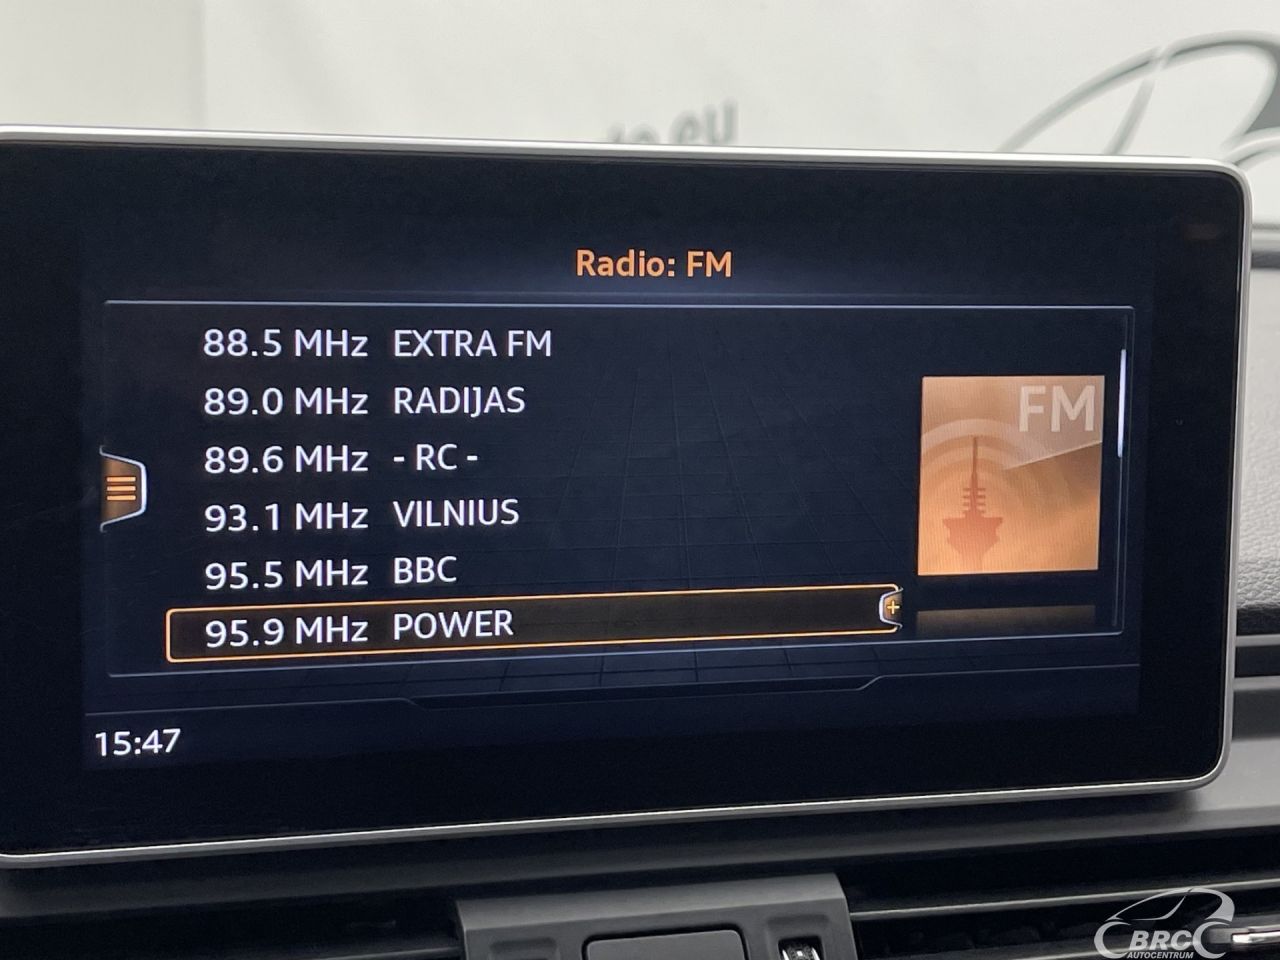 Radio: FM
88.5 MHz EXTRA FM
89.0 MHz RADIJAS
89.6 MHz - RC -
93.1 MHz VILNIUS
95.5 MHz BBC
95.9 MHz POWER
FM
15:47
BRC
AUTOCENTRUM